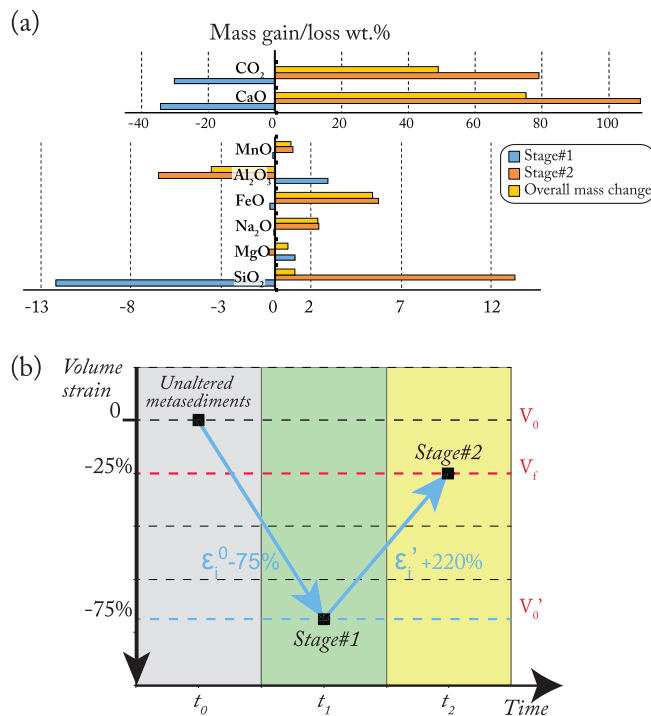 (a)
Mass gain/loss wt.%
CO₂
CaO
-40 -20 0 20 40 60 80 100
MnO
Al₂O₃
FeO
Na₂O
MgO
SiO₂
-13 -8 -3 0 2 7 12
Stage#1
Stage#2
Overall mass change
(b)
Volume strain
Unaltered
metasediments
0
V₀
Stage#2
-25%
V_f
εᵢ⁰-75%
εᵢ’ +220%
-75%
V₀’
Stage#1
t₀ t₁ t₂ Time